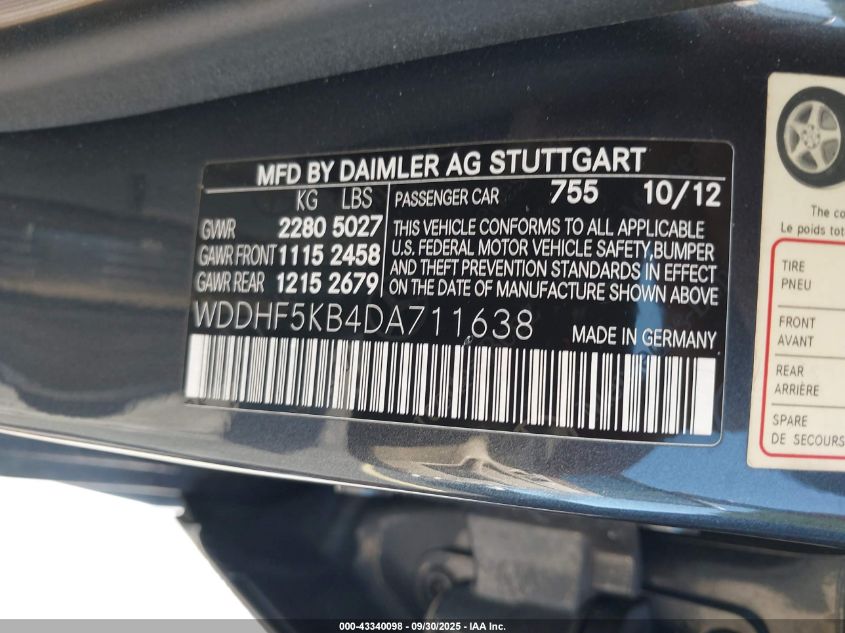 MFD BY DAIMLER AG STUTTGART
KG LBS
GWR 2280 5027
GAWR FRONT 1115 2458
GAWR REAR 1215 2679
PASSENGER CAR 755 10/12
THIS VEHICLE CONFORMS TO ALL APPLICABLE
U.S. FEDERAL MOTOR VEHICLE SAFETY,BUMPER
AND THEFT PREVENTION STANDARDS IN EFFECT
ON THE DATE OF MANUFACTURE SHOWN ABOVE.
WDDHF5KB4DA711638
MADE IN GERMANY
The co
Le poids tot
TIRE
PNEU
FRONT
AVANT
REAR
ARRIÈRE
SPARE
DE SECOURS
000-43340098 - 09/30/2025 - IAA Inc.